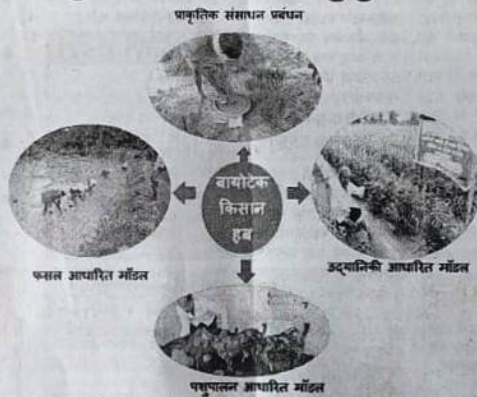 प्राकृतिक संसाधन प्रबंधन
बायोटेक
किसान
हब
फसल आधारित मॉडल
उद्यानिकी आधारित मॉडल
पशुपालन आधारित मॉडल